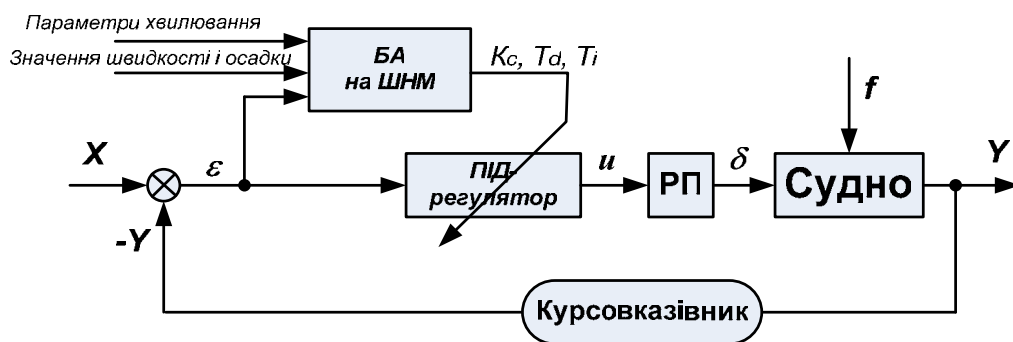 Параметри хвилювання
Значення швидкості і осадки
БА
на ШНМ
Kc, Td, Ti
f
X
ε
ПІД-
регулятор
u
РП
δ
Судно
Y
-Y
Курсовказівник